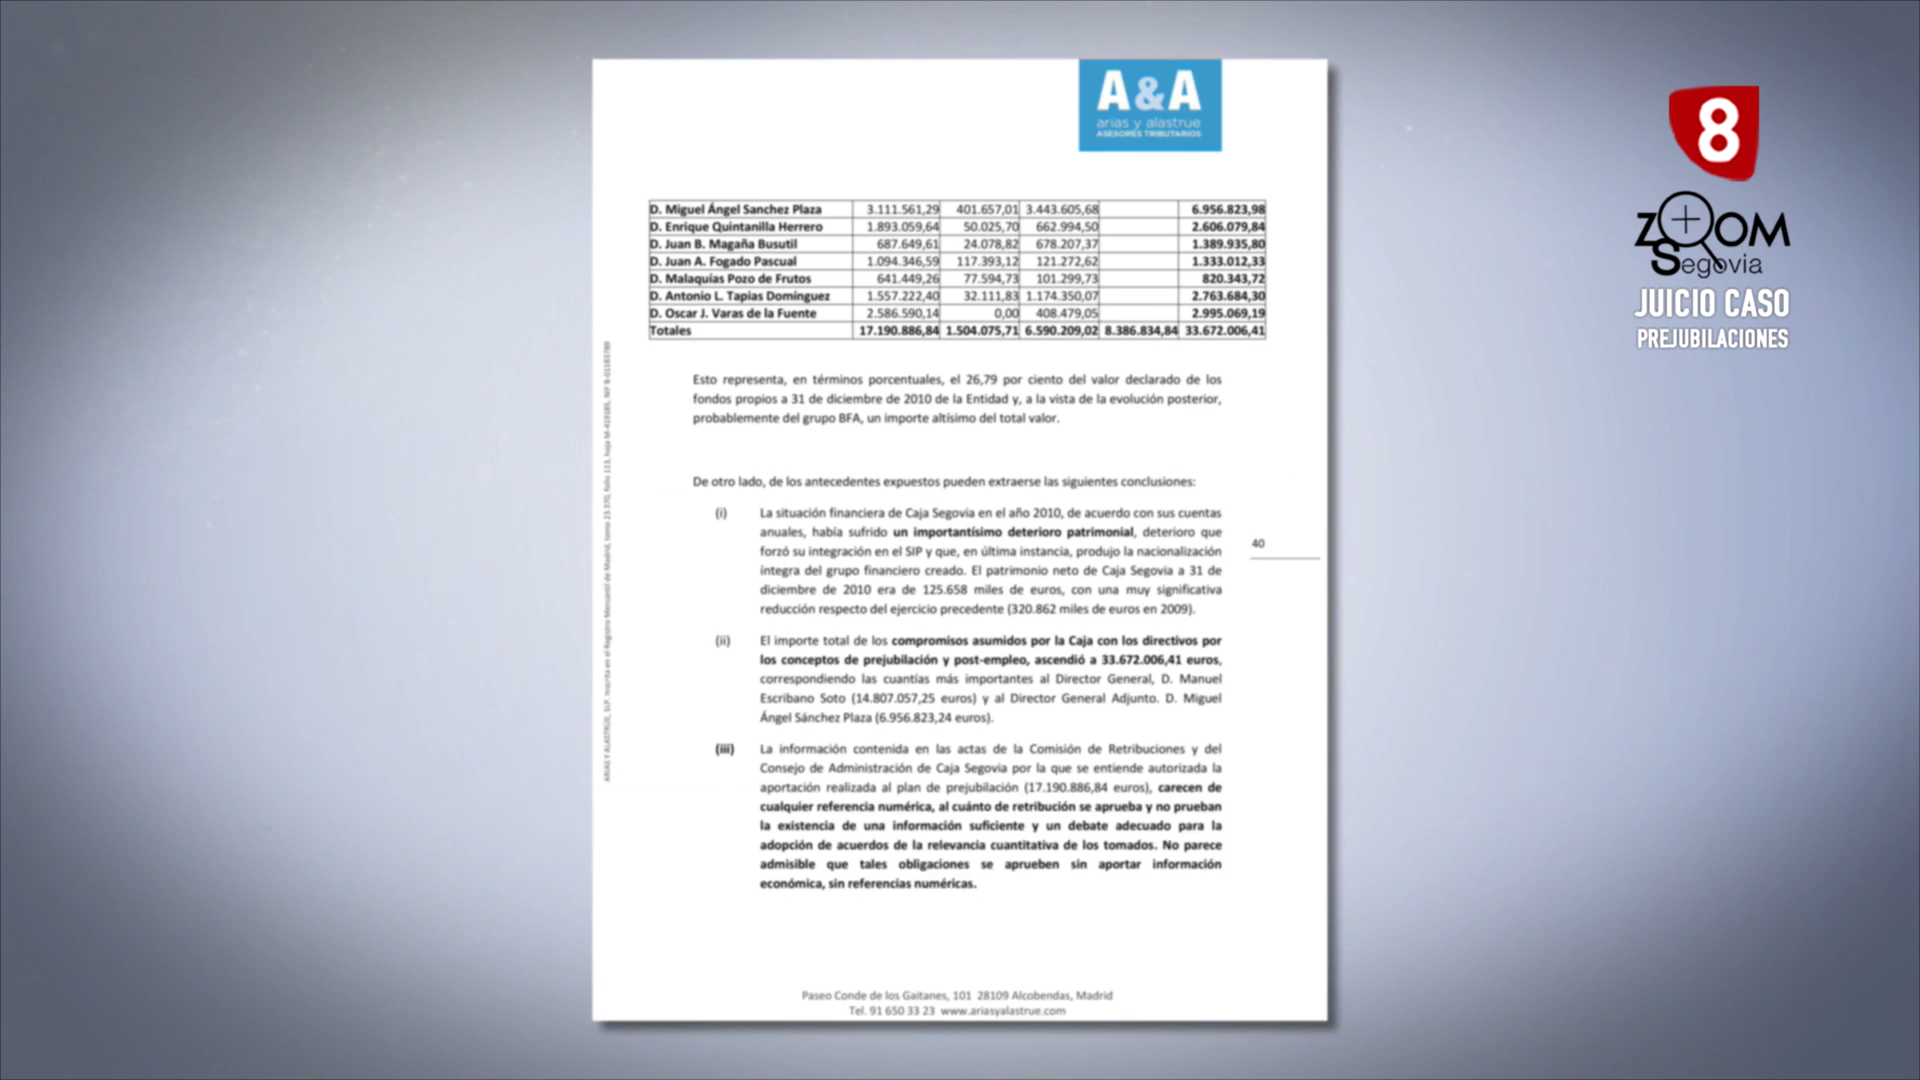 A&A
arias y alastrue
ASESORES TRIBUTARIOS
8
ZOOM
Segovia
JUICIO CASO
PREJUBILACIONES
D. Miguel Ángel Sanchez Plaza 3.111.561,29 401.657,01 3.443.605,68 6.956.823,98
D. Enrique Quintanilla Herrero 1.893.059,64 50.025,70 662.994,50 2.606.079,84
D. Juan B. Magaña Busutil 687.649,61 24.078,82 678.207,37 1.389.935,80
D. Juan A. Fogado Pascual 1.094.346,59 117.393,12 121.272,62 1.333.012,33
D. Malaquías Pozo de Frutos 641.449,26 77.594,73 101.299,73 820.343,72
D. Antonio L. Tapias Domínguez 1.557.222,40 32.111,83 1.174.350,07 2.763.684,30
D. Oscar J. Varas de la Fuente 2.586.590,14 0,00 408.479,05 2.995.069,19
Totales 17.190.886,84 1.504.075,71 6.590.209,02 8.386.834,84 33.672.006,41
Esto representa, en términos porcentuales, el 26,79 por ciento del valor declarado de los
fondos propios a 31 de diciembre de 2010 de la Entidad y, a la vista de la evolución posterior,
probablemente del grupo BFA, un importe altísimo del total valor.
De otro lado, de los antecedentes expuestos pueden extraerse las siguientes conclusiones:
(i) La situación financiera de Caja Segovia en el año 2010, de acuerdo con sus cuentas
anuales, había sufrido un importantísimo deterioro patrimonial, deterioro que
forzó su integración en el SIP y que, en última instancia, produjo la nacionalización
íntegra del grupo financiero creado. El patrimonio neto de Caja Segovia a 31 de
diciembre de 2010 era de 125.658 miles de euros, con una muy significativa
reducción respecto del ejercicio precedente (320.862 miles de euros en 2009).
40
(ii) El importe total de los compromisos asumidos por la Caja con los directivos por
los conceptos de prejubilación y post-empleo, ascendió a 33.672.006,41 euros,
correspondiendo las cuantías más importantes al Director General, D. Manuel
Escribano Soto (14.807.057,25 euros) y al Director General Adjunto. D. Miguel
Ángel Sánchez Plaza (6.956.823,24 euros).
(iii) La información contenida en las actas de la Comisión de Retribuciones y del
Consejo de Administración de Caja Segovia por la que se entiende autorizada la
aportación realizada al plan de prejubilación (17.190.886,84 euros), carecen de
cualquier referencia numérica, al cuánto de retribución se aprueba y no prueban
la existencia de una información suficiente y un debate adecuado para la
adopción de acuerdos de la relevancia cuantitativa de los tomados. No parece
admisible que tales obligaciones se aprueben sin aportar información
económica, sin referencias numéricas.
ARIAS Y ALASTRUE, SLP. Inscrita en el Registro Mercantil de Madrid, tomo 23.370, folio 113, hoja M-419185, NIF
Paseo Conde de los Gaitanes, 101 28109 Alcobendas, Madrid
Tel. 91 650 33 23 www.ariasyalastrue.com